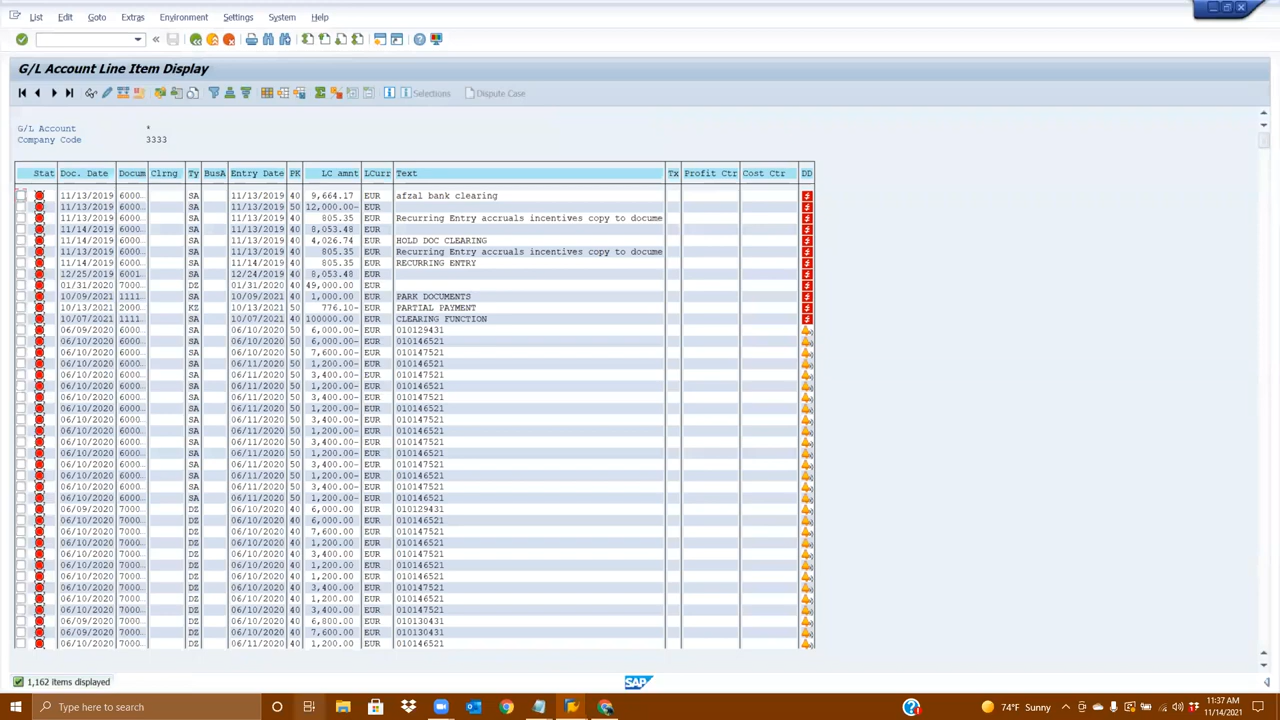 List Edit Goto Extras Environment Settings System Help
G/L Account Line Item Display
Selections Dispute Case
G/L Account *
Company Code 3333
Stat Doc. Date Docum Clrng Ty BusA Entry Date PK LC amnt LCurr Text Tx Profit Ctr Cost Ctr DD
11/13/2019 6000… SA 11/13/2019 40 9,664.17 EUR afzal bank clearing
11/13/2019 6000… SA 11/13/2019 50 12,000.00- EUR
11/13/2019 6000… SA 11/13/2019 40 805.35 EUR Recurring Entry accruals incentives copy to docume
11/14/2019 6000… SA 11/13/2019 40 8,053.48 EUR
11/14/2019 6000… SA 11/13/2019 40 4,026.74 EUR HOLD DOC CLEARING
11/13/2019 6000… SA 11/13/2019 40 805.35 EUR Recurring Entry accruals incentives copy to docume
11/14/2019 6000… SA 11/14/2019 40 805.35 EUR RECURRING ENTRY
12/25/2019 6001… SA 12/24/2019 40 8,053.48 EUR
01/31/2020 7000… DZ 01/31/2020 40 49,000.00 EUR
10/09/2021 1111… SA 10/09/2021 40 1,000.00 EUR PARK DOCUMENTS
10/13/2021 2000… KZ 10/13/2021 50 776.10- EUR PARTIAL PAYMENT
10/07/2021 1111… SA 10/07/2021 40 100000.00 EUR CLEARING FUNCTION
06/09/2020 6000… SA 06/10/2020 50 6,000.00- EUR 010129431
06/10/2020 6000… SA 06/10/2020 50 6,000.00- EUR 010146521
06/10/2020 6000… SA 06/10/2020 50 7,600.00- EUR 010147521
06/10/2020 6000… SA 06/11/2020 50 1,200.00- EUR 010146521
06/10/2020 6000… SA 06/11/2020 50 3,400.00- EUR 010147521
06/10/2020 6000… SA 06/11/2020 50 1,200.00- EUR 010146521
06/10/2020 6000… SA 06/11/2020 50 3,400.00- EUR 010147521
06/10/2020 6000… SA 06/11/2020 50 1,200.00- EUR 010146521
06/10/2020 6000… SA 06/11/2020 50 3,400.00- EUR 010147521
06/10/2020 6000… SA 06/11/2020 50 1,200.00- EUR 010146521
06/10/2020 6000… SA 06/11/2020 50 3,400.00- EUR 010147521
06/10/2020 6000… SA 06/11/2020 50 1,200.00- EUR 010146521
06/10/2020 6000… SA 06/11/2020 50 3,400.00- EUR 010147521
06/10/2020 6000… SA 06/11/2020 50 1,200.00- EUR 010146521
06/10/2020 6000… SA 06/11/2020 50 3,400.00- EUR 010147521
06/10/2020 6000… SA 06/11/2020 50 1,200.00- EUR 010146521
06/09/2020 7000… DZ 06/10/2020 40 6,000.00 EUR 010129431
06/10/2020 7000… DZ 06/10/2020 40 6,000.00 EUR 010146521
06/10/2020 7000… DZ 06/10/2020 40 7,600.00 EUR 010147521
06/10/2020 7000… DZ 06/10/2020 40 1,200.00 EUR 010146521
06/10/2020 7000… DZ 06/10/2020 40 3,400.00 EUR 010147521
06/10/2020 7000… DZ 06/10/2020 40 1,200.00 EUR 010146521
06/10/2020 7000… DZ 06/10/2020 40 1,200.00 EUR 010146521
06/10/2020 7000… DZ 06/10/2020 40 3,400.00 EUR 010147521
06/10/2020 7000… DZ 06/10/2020 40 1,200.00 EUR 010146521
06/10/2020 7000… DZ 06/10/2020 40 3,400.00 EUR 010147521
06/09/2020 7000… DZ 06/10/2020 40 6,800.00 EUR 010130431
06/09/2020 7000… DZ 06/10/2020 40 7,600.00 EUR 010130431
06/10/2020 7000… DZ 06/11/2020 40 1,200.00 EUR 010146521
1,162 items displayed
SAP
Type here to search
74°F Sunny
11:37 AM
11/14/2021